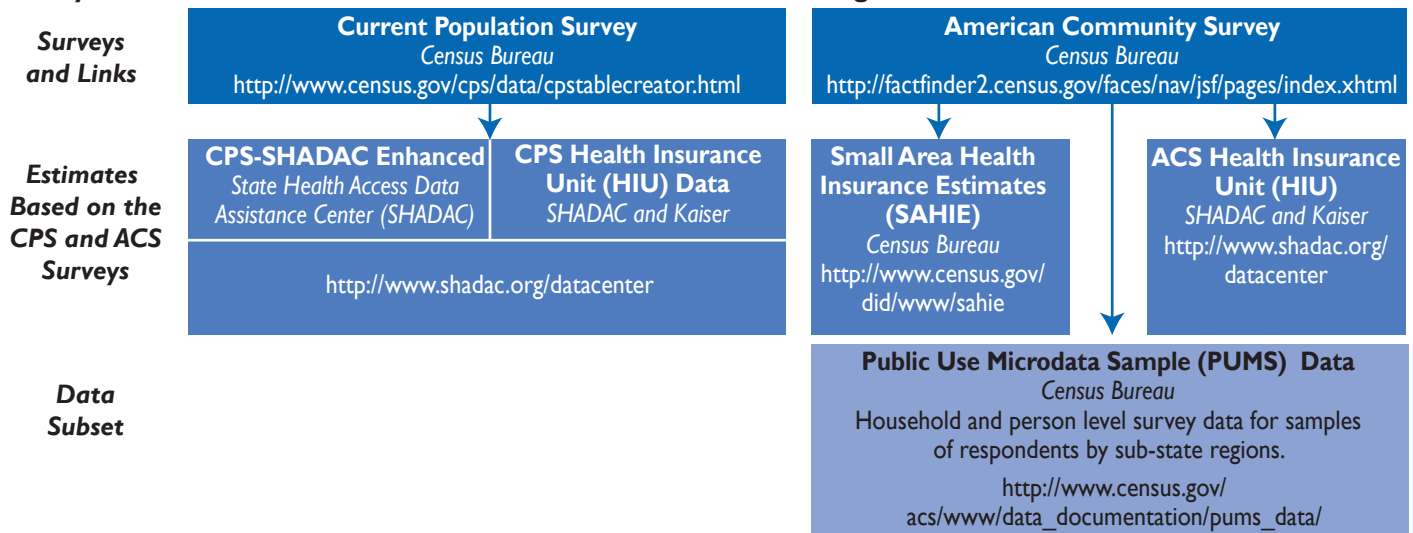 Surveys
and Links
Current Population Survey
Census Bureau
http://www.census.gov/cps/data/cpstablecreator.html
American Community Survey
Census Bureau
http://factfinder2.census.gov/faces/nav/jsf/pages/index.xhtml
Estimates
Based on the
CPS and ACS
Surveys
CPS-SHADAC Enhanced
State Health Access Data
Assistance Center (SHADAC)
CPS Health Insurance
Unit (HIU) Data
SHADAC and Kaiser
http://www.shadac.org/datacenter
Small Area Health
Insurance Estimates
(SAHIE)
Census Bureau
http://www.census.gov/
did/www/sahie
ACS Health Insurance
Unit (HIU)
SHADAC and Kaiser
http://www.shadac.org/
datacenter
Data
Subset
Public Use Microdata Sample (PUMS) Data
Census Bureau
Household and person level survey data for samples
of respondents by sub-state regions.
http://www.census.gov/
acs/www/data_documentation/pums_data/